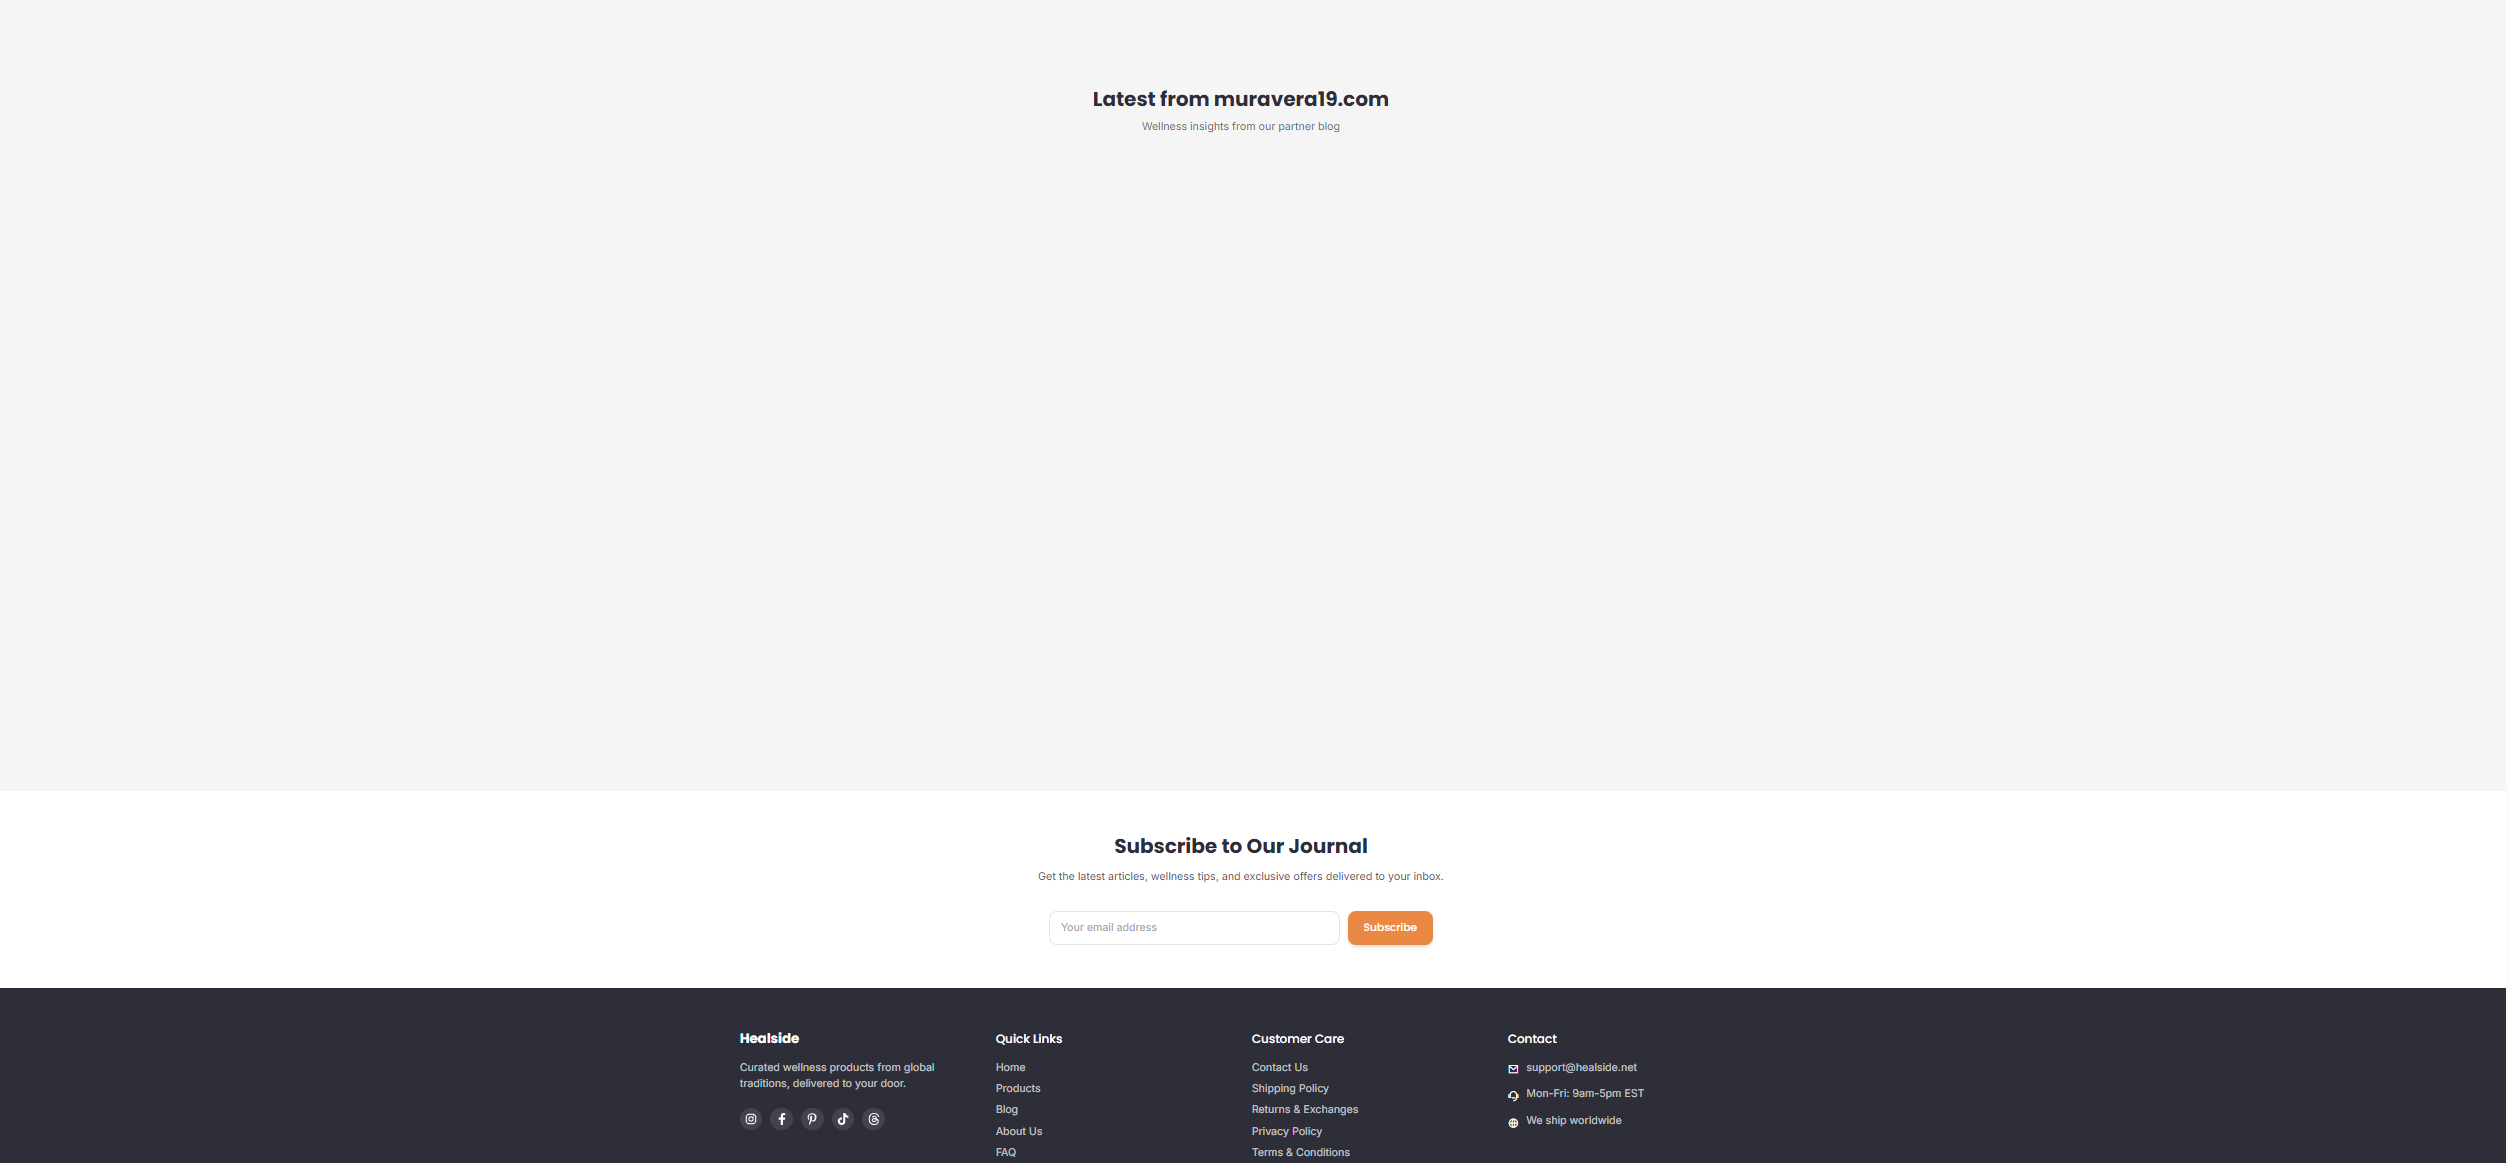 Latest from muravera19.com
Wellness insights from our partner blog
Subscribe to Our Journal
Get the latest articles, wellness tips, and exclusive offers delivered to your inbox.
Your email address
Subscribe
Healside
Curated wellness products from global
traditions, delivered to your door.
Quick Links
Home
Products
Blog
About Us
FAQ
Customer Care
Contact Us
Shipping Policy
Returns & Exchanges
Privacy Policy
Terms & Conditions
Contact
support@healside.net
Mon-Fri: 9am-5pm EST
We ship worldwide